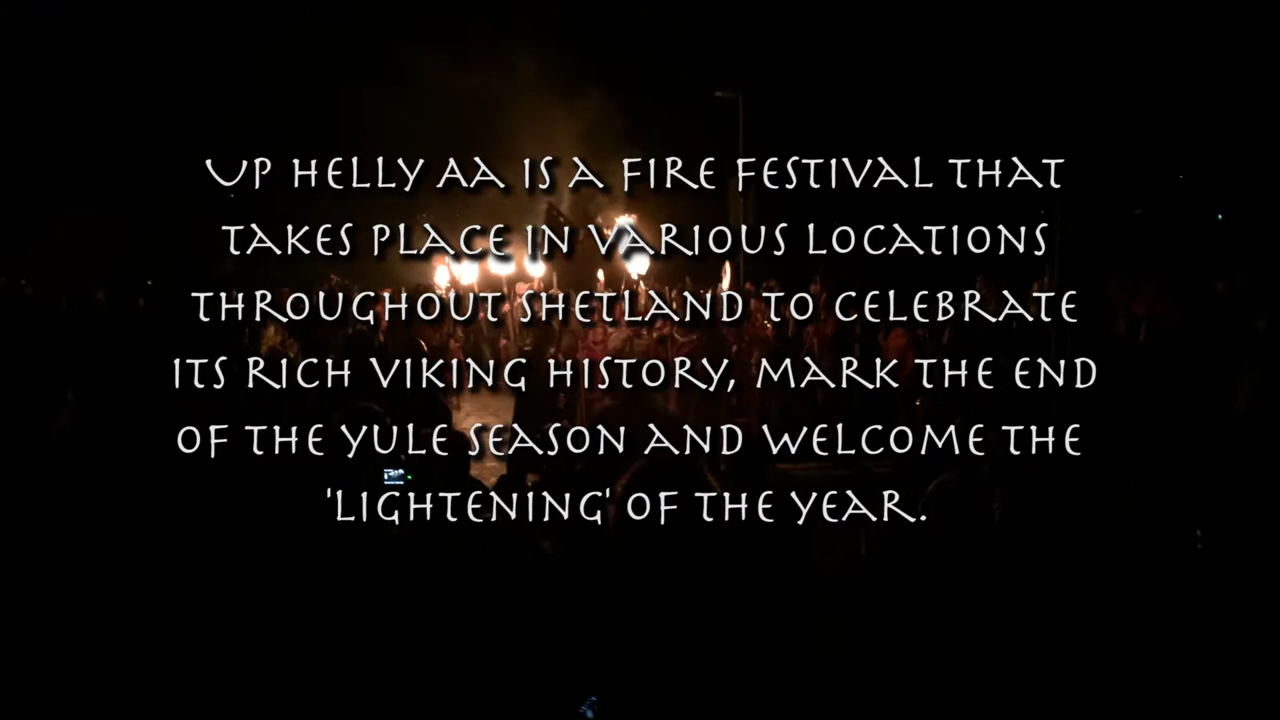 Up Helly Aa is a fire festival that
takes place in various locations
throughout Shetland to celebrate
its rich Viking history, mark the end
of the yule season and welcome the
'lightening' of the year.